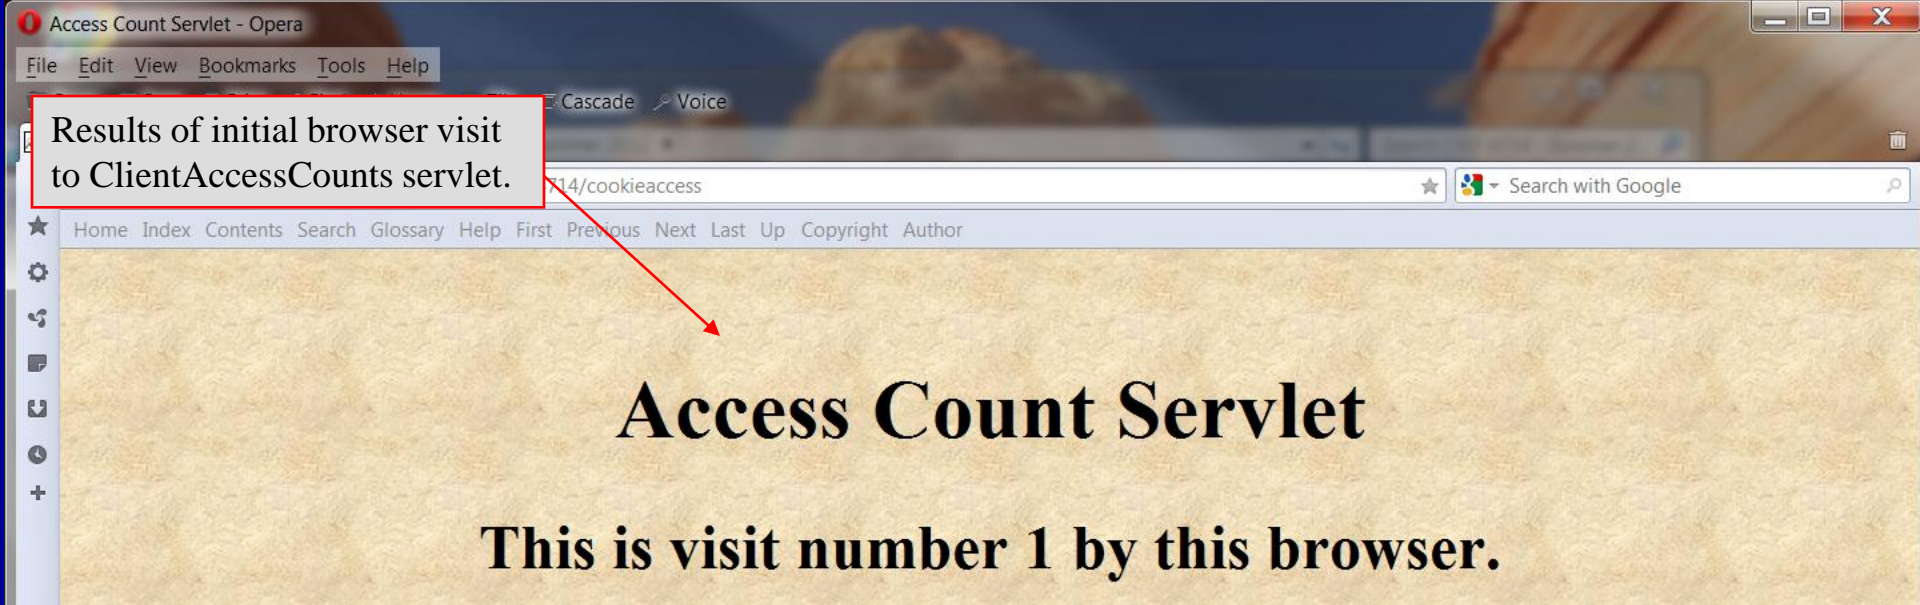 Access Count Servlet - Opera
File Edit View Bookmarks Tools Help
Cascade Voice
Results of initial browser visit
to ClientAccessCounts servlet.
714/cookieaccess
Search with Google
Home Index Contents Search Glossary Help First Previous Next Last Up Copyright Author
Access Count Servlet
This is visit number 1 by this browser.